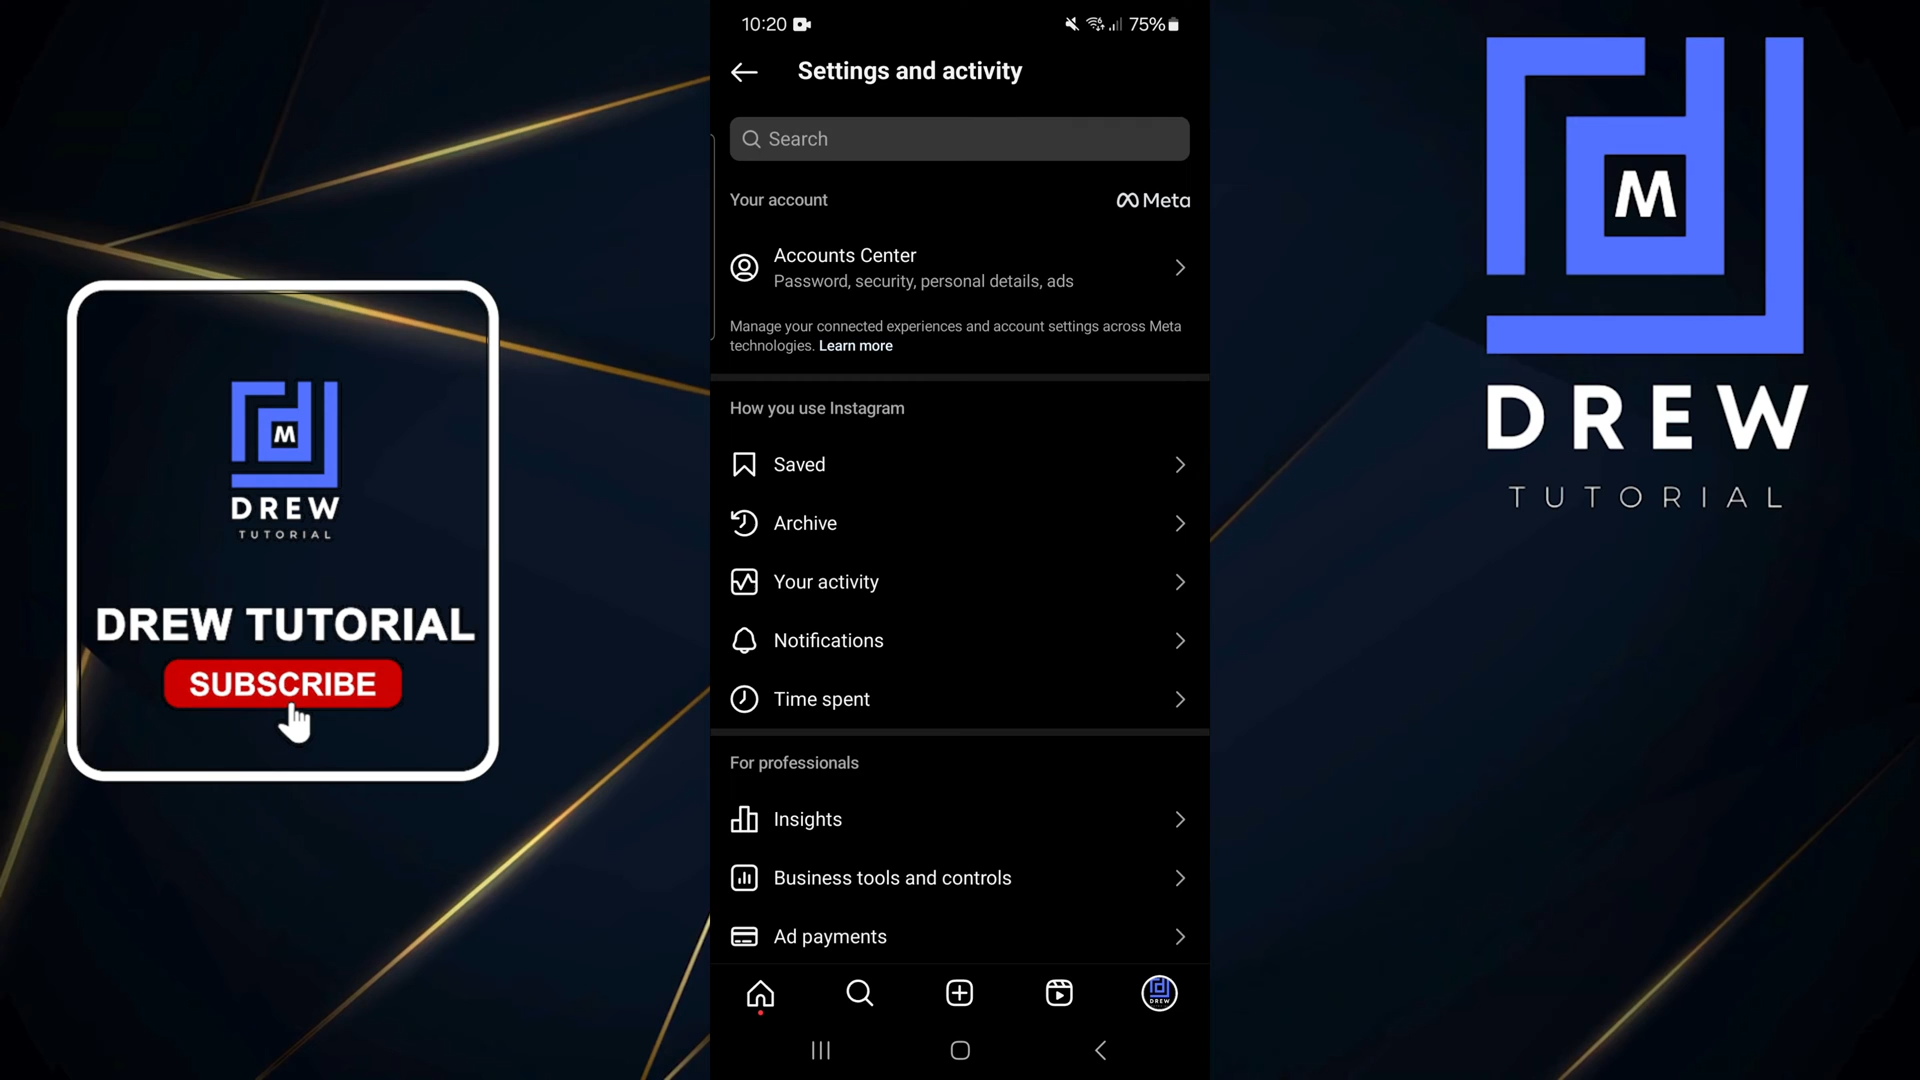 10:20
75%
Settings and activity
Search
Your account
Meta
Accounts Center
Password, security, personal details, ads
Manage your connected experiences and account settings across Meta
technologies. Learn more
How you use Instagram
Saved
Archive
Your activity
Notifications
Time spent
For professionals
Insights
Business tools and controls
Ad payments
DREW
M
DREW
TUTORIAL
DREW TUTORIAL
SUBSCRIBE
M
DREW
TUTORIAL